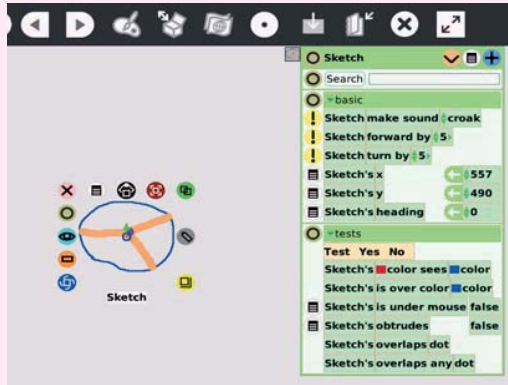 Sketch
Search
basic
! Sketch make sound croak
! Sketch forward by 5
! Sketch turn by 5
Sketch's x 557
Sketch's y 490
Sketch's heading 0
tests
Test Yes No
Sketch's color sees color
Sketch's is over color color
Sketch's is under mouse false
Sketch's obtrudes false
Sketch's overlaps dot
Sketch's overlaps any dot
Sketch